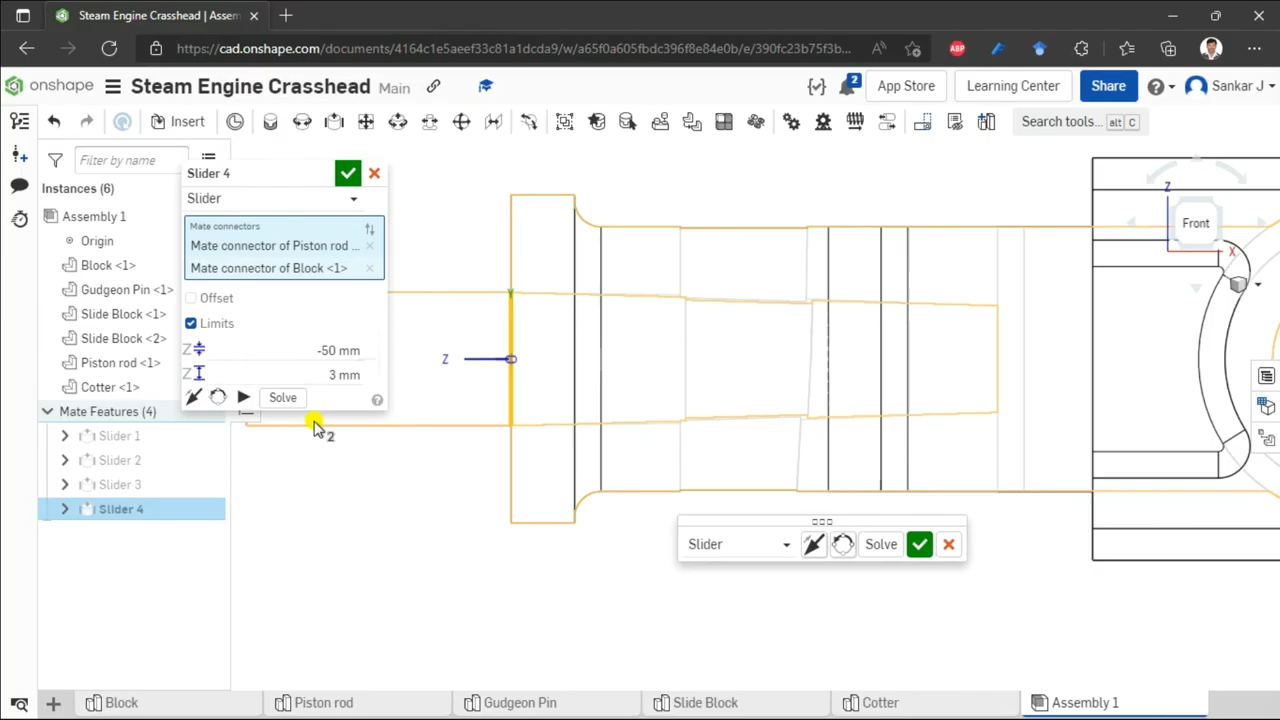 Steam Engine Crasshead | Assem
https://cad.onshape.com/documents/4164c1e5aeef33c81a1dcda9/w/a65f0a605fbdc396f8e84e0b/e/390fc23b75f3b...
ABP
onshape
Steam Engine Crasshead
Main
2
App Store
Learning Center
Share
Sankar J
Insert
Search tools... alt C
Filter by name
Instances (6)
Assembly 1
Origin
Block <1>
Gudgeon Pin <1>
Slide Block <1>
Slide Block <2>
Piston rod <1>
Cotter <1>
Mate Features (4)
Slider 1
Slider 2
Slider 3
Slider 4
Slider 4
Slider
Mate connectors
Mate connector of Piston rod ...
Mate connector of Block <1>
Offset
Limits
Z -50 mm
Z 3 mm
Solve
2
Y
Z
Z
Front
X
Slider
Solve
Block
Piston rod
Gudgeon Pin
Slide Block
Cotter
Assembly 1